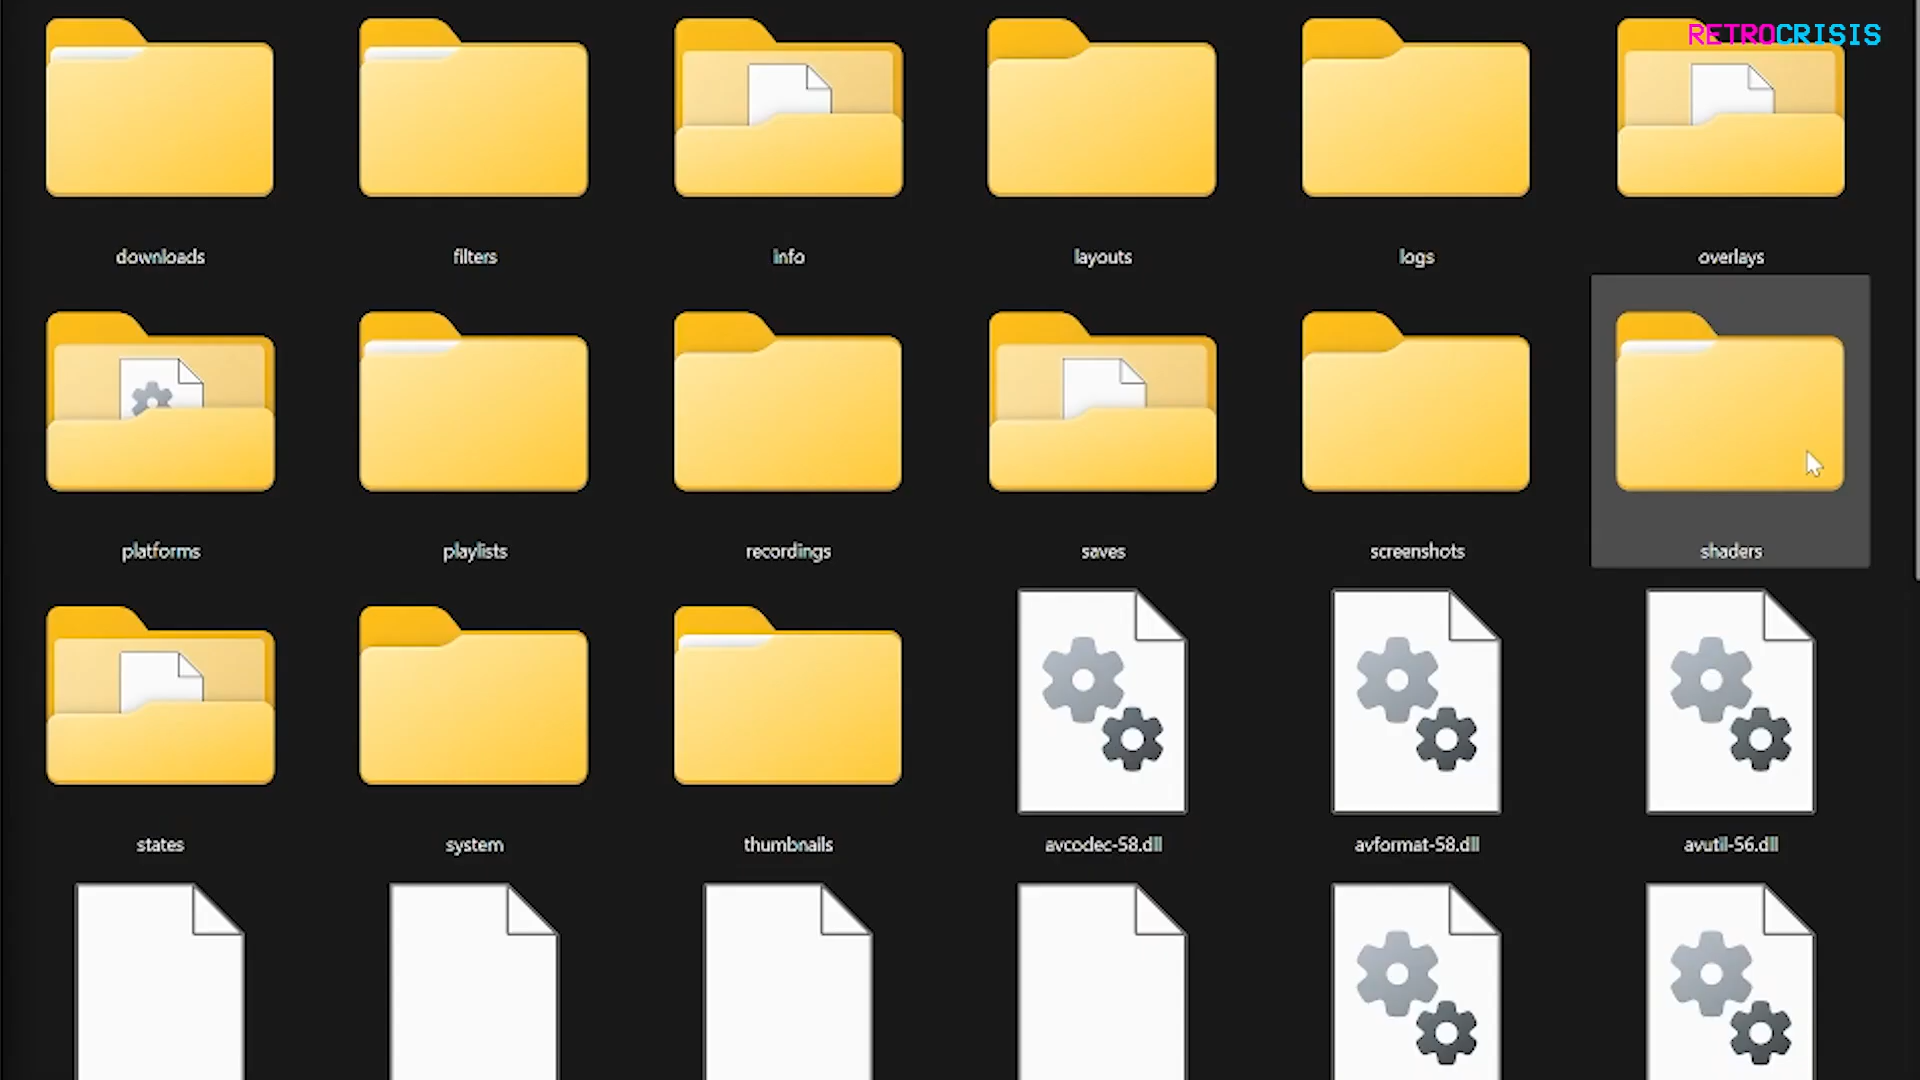 RETROCRISIS
downloads
filters
info
layouts
logs
overlays
platforms
playlists
recordings
saves
screenshots
shaders
states
system
thumbnails
avcodec-58.dll
avformat-58.dll
avutil-56.dll